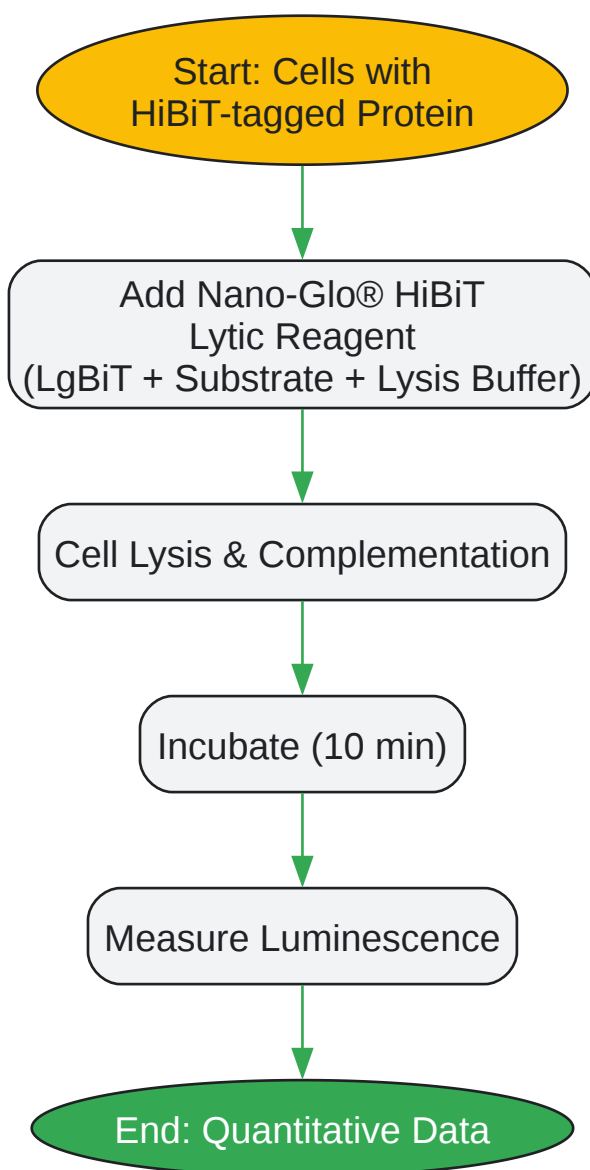 Start: Cells with
HiBiT-tagged Protein
Add Nano-Glo® HiBiT
Lytic Reagent
(LgBiT + Substrate + Lysis Buffer)
Cell Lysis & Complementation
Incubate (10 min)
Measure Luminescence
End: Quantitative Data